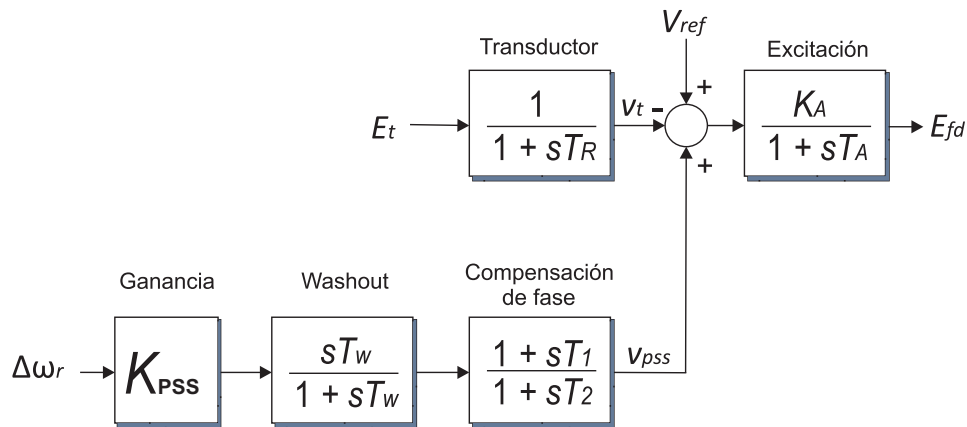 Transductor
V_ref
Excitación
E_t
1
1 + sT_R
v_t -
+
+
K_A
1 + sT_A
E_fd
Ganancia
Washout
Compensación
de fase
Δω_r
K_PSS
sT_W
1 + sT_W
1 + sT_1
1 + sT_2
v_pss